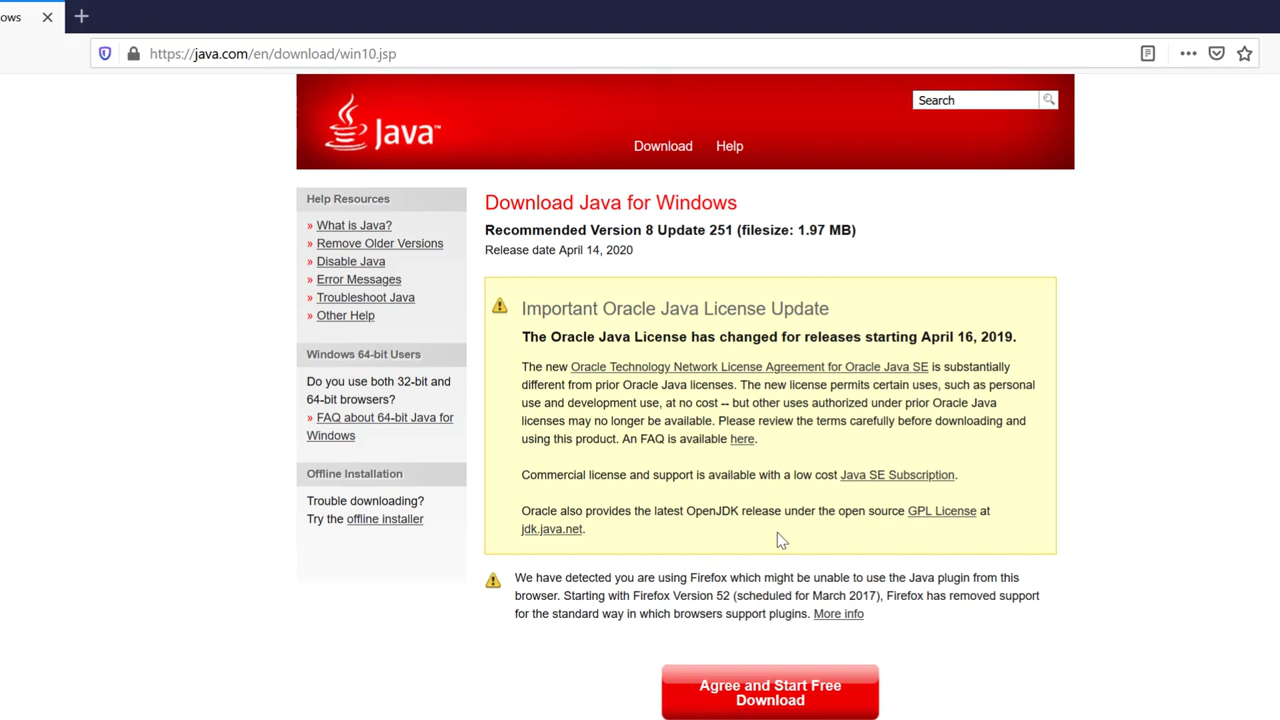 ows
https://java.com/en/download/win10.jsp
Java™
Search
Download Help
Help Resources
» What is Java?
» Remove Older Versions
» Disable Java
» Error Messages
» Troubleshoot Java
» Other Help
Windows 64-bit Users
Do you use both 32-bit and
64-bit browsers?
» FAQ about 64-bit Java for
Windows
Offline Installation
Trouble downloading?
Try the offline installer
Download Java for Windows
Recommended Version 8 Update 251 (filesize: 1.97 MB)
Release date April 14, 2020
Important Oracle Java License Update
The Oracle Java License has changed for releases starting April 16, 2019.
The new Oracle Technology Network License Agreement for Oracle Java SE is substantially
different from prior Oracle Java licenses. The new license permits certain uses, such as personal
use and development use, at no cost -- but other uses authorized under prior Oracle Java
licenses may no longer be available. Please review the terms carefully before downloading and
using this product. An FAQ is available here.
Commercial license and support is available with a low cost Java SE Subscription.
Oracle also provides the latest OpenJDK release under the open source GPL License at
jdk.java.net.
We have detected you are using Firefox which might be unable to use the Java plugin from this
browser. Starting with Firefox Version 52 (scheduled for March 2017), Firefox has removed support
for the standard way in which browsers support plugins. More info
Agree and Start Free
Download